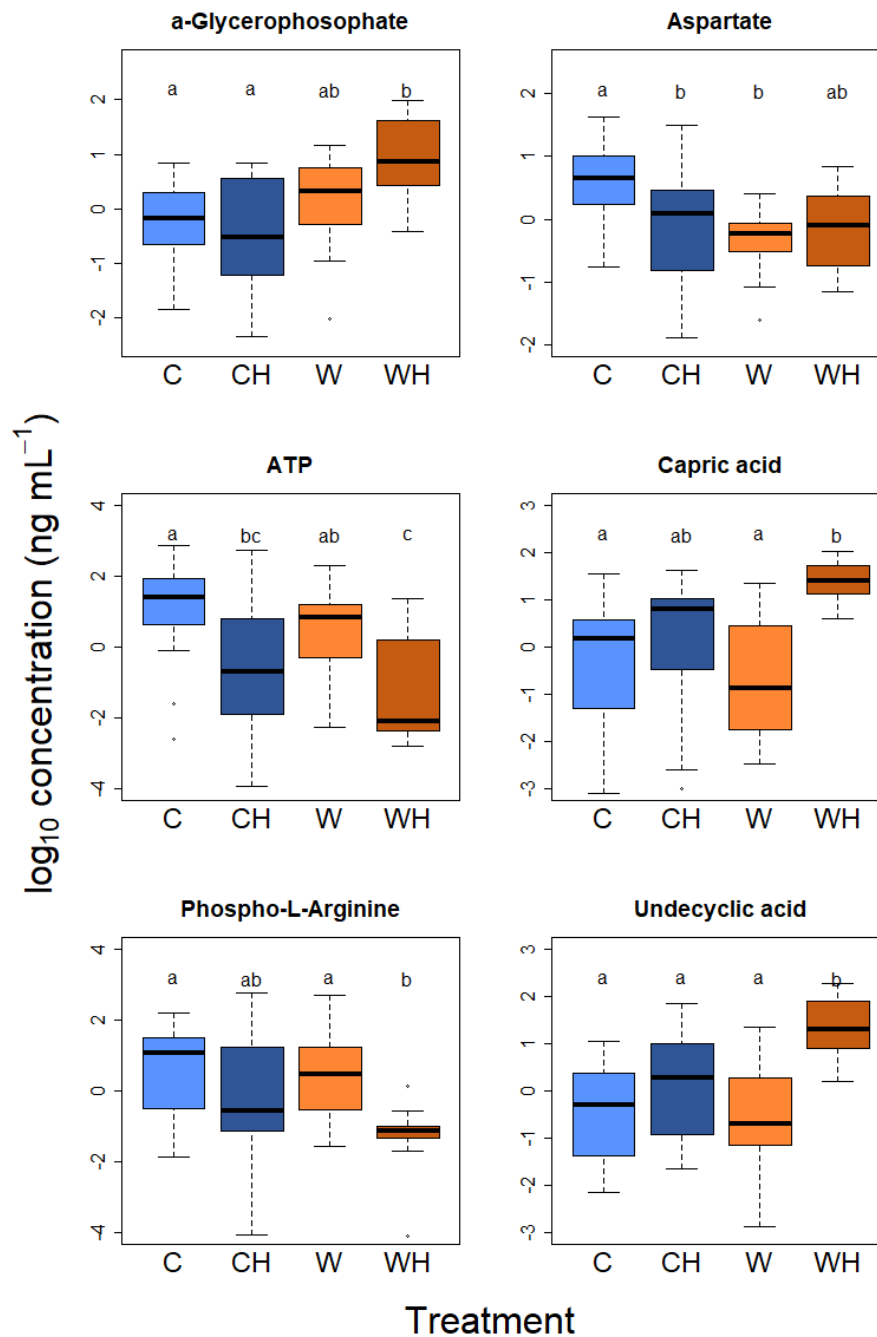 a-Glycerophosophate
a a ab b
2
1
0
-1
-2
C CH W WH
Aspartate
a b b ab
2
1
0
-1
-2
C CH W WH
ATP
a bc ab c
4
2
0
-2
-4
C CH W WH
Capric acid
a ab a b
3
2
1
0
-1
-2
-3
C CH W WH
Phospho-L-Arginine
a ab a b
4
2
0
-2
-4
C CH W WH
Undecyclic acid
a a a b
3
2
1
0
-1
-2
-3
C CH W WH
log₁₀ concentration (ng mL⁻¹)
Treatment